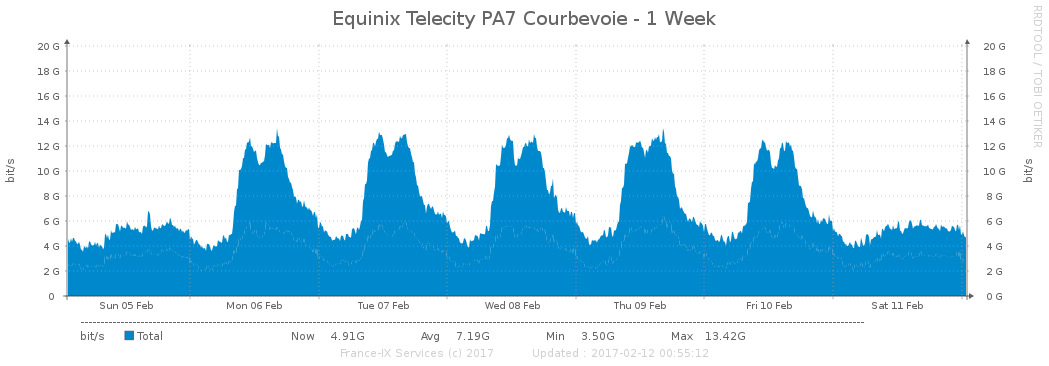 Equinix Telecity PA7 Courbevoie - 1 Week
RRDTOOL / TOBI OETIKER
bit/s
20 G
18 G
16 G
14 G
12 G
10 G
8 G
6 G
4 G
2 G
0
20 G
18 G
16 G
14 G
12 G
10 G
8 G
6 G
4 G
2 G
0 G
bit/s
Sun 05 Feb Mon 06 Feb Tue 07 Feb Wed 08 Feb Thu 09 Feb Fri 10 Feb Sat 11 Feb
bit/s Total Now 4.91G Avg 7.19G Min 3.50G Max 13.42G
France-IX Services (c) 2017 Updated : 2017-02-12 00:55:12